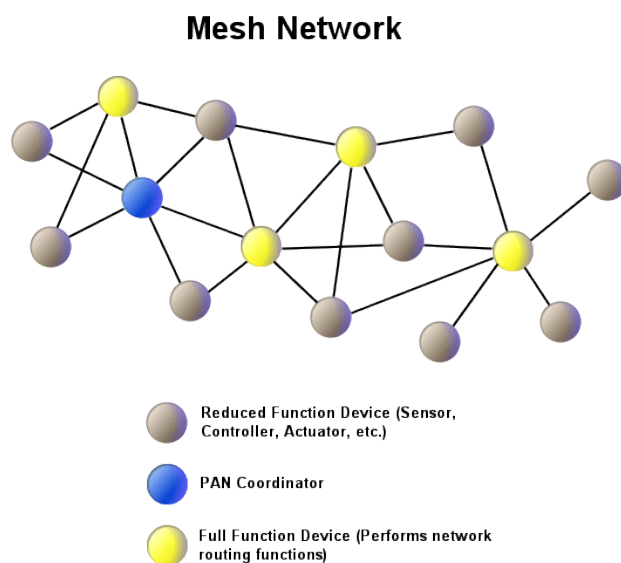 Mesh Network
Reduced Function Device (Sensor,
Controller, Actuator, etc.)
PAN Coordinator
Full Function Device (Performs network
routing functions)